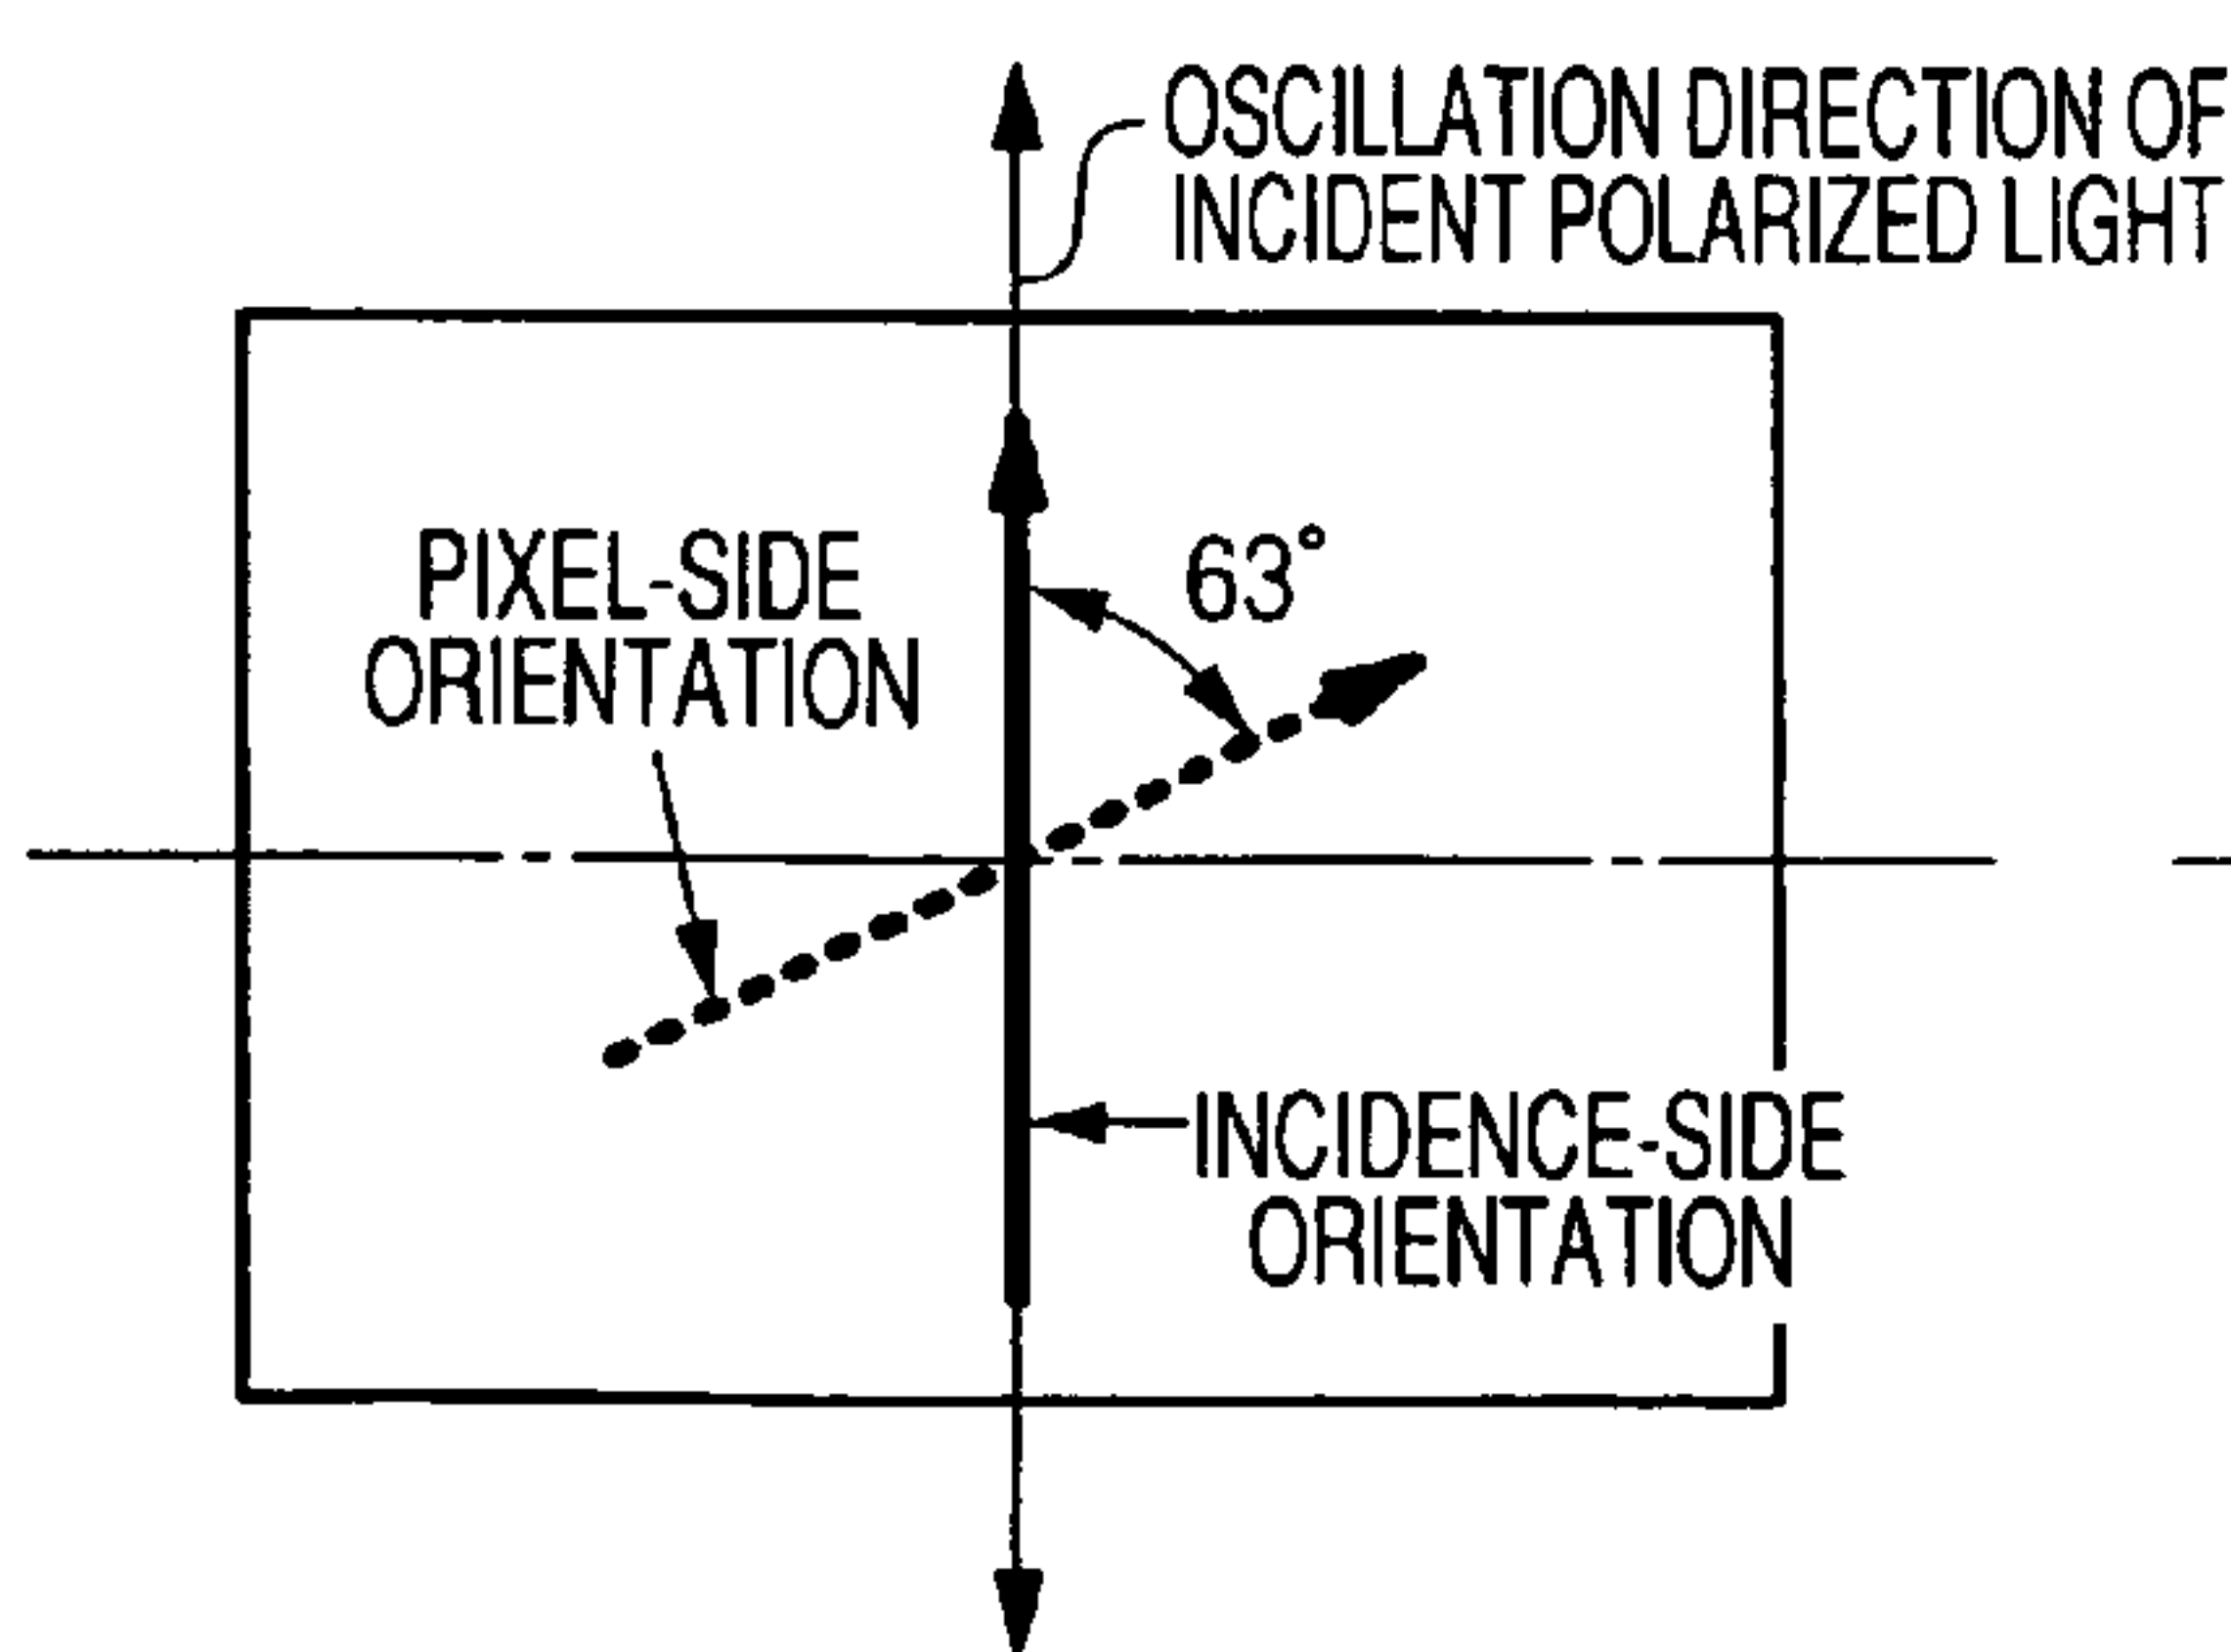 OSCILLATION DIRECTION OF
INCIDENT POLARIZED LIGHT
PIXEL-SIDE
ORIENTATION
63°
INCIDENCE-SIDE
ORIENTATION